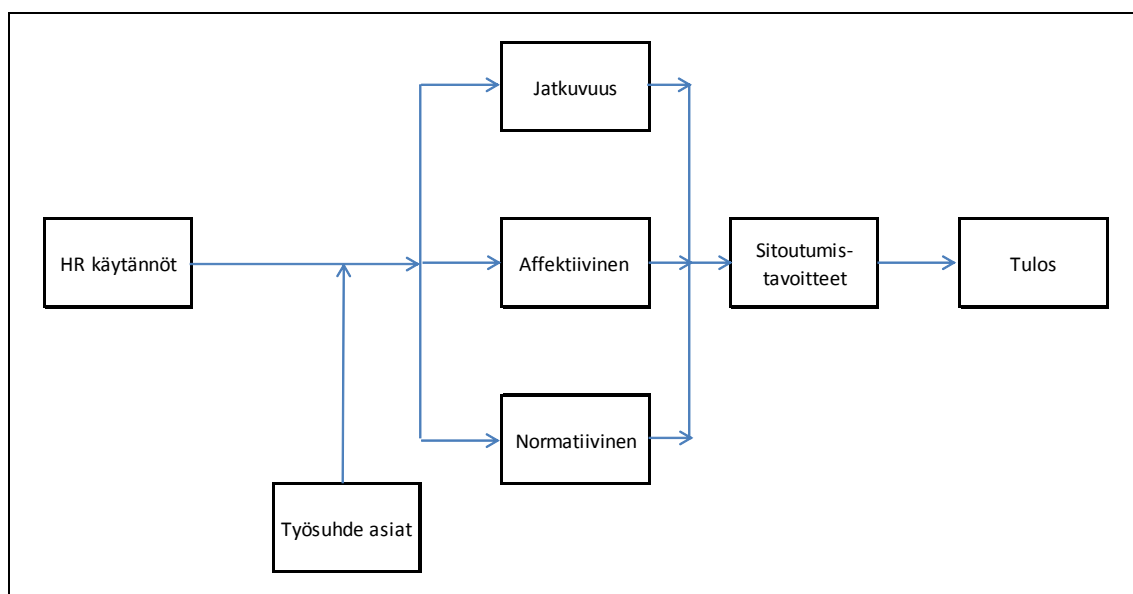 Jatkuvuus
HR käytännöt
Affektiivinen
Sitoutumis-
tavoitteet
Tulos
Normatiivinen
Työsuhde asiat